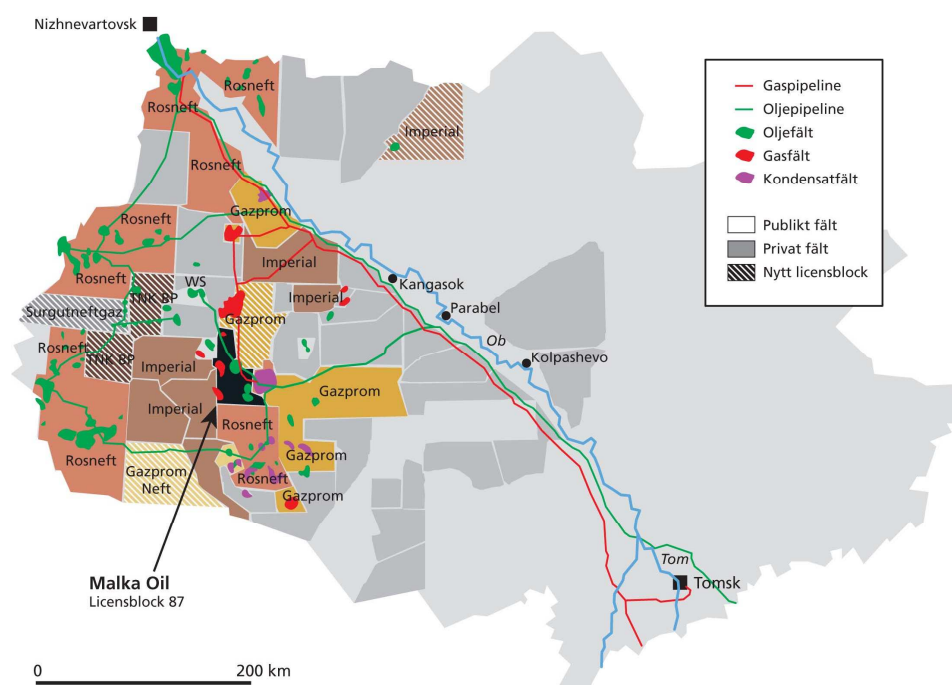 Nizhnevartovsk
Rosneft
Rosneft
Imperial
Rosneft
Gazprom
Rosneft
Imperial
Rosneft
WS
TNK BP
Imperial
Kangasok
Surgutneftgaz
Gazprom
Parabel
Ob
Rosneft
TNK BP
Imperial
Kolpashevo
Gazprom
Imperial
Rosneft
Rosneft
Gazprom
Gazprom
Neft
Rosneft
Gazprom
Malka Oil
Licensblock 87
Tom
Tomsk
0 200 km
Gaspipeline
Oljepipeline
Oljefält
Gasfält
Kondensatfält
Publikt fält
Privat fält
Nytt licensblock